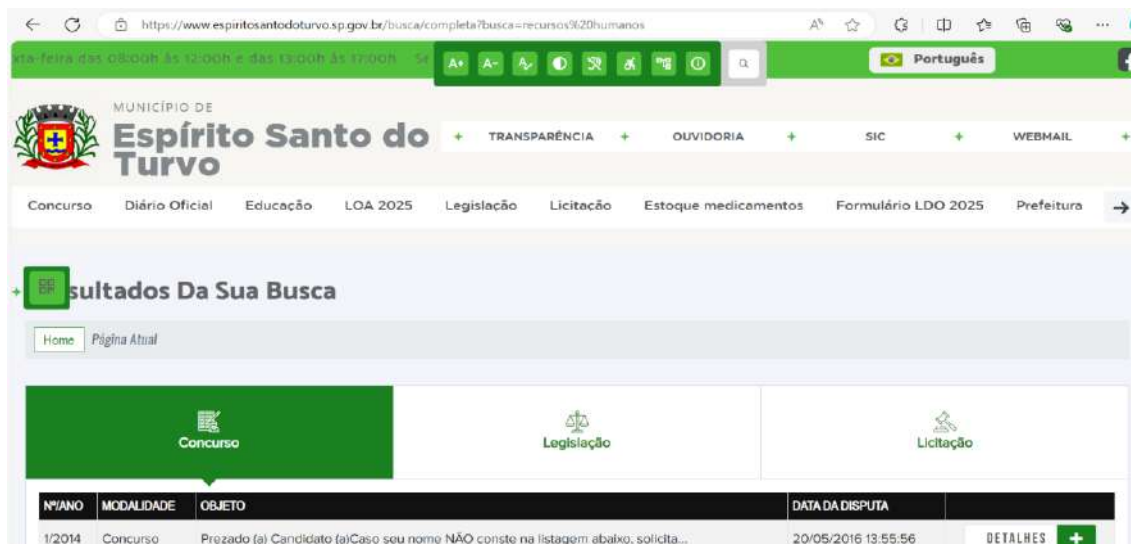 https://www.espiritosantodoturvo.sp.gov.br/busca/completa?busca=recursos%20humanos
xta-feira das 08:00h às 12:00h e das 13:00h às 17:00h Se A+ A- Português
MUNICÍPIO DE
Espírito Santo do
Turvo
+ TRANSPARÊNCIA + OUVIDORIA + SIC + WEBMAIL +
Concurso Diário Oficial Educação LOA 2025 Legislação Licitação Estoque medicamentos Formulário LDO 2025 Prefeitura →
+ sultados Da Sua Busca
Home Página Atual
Concurso Legislação Licitação
Nº/ANO MODALIDADE OBJETO DATA DA DISPUTA
1/2014 Concurso Prezado (a) Candidato (a)Caso seu nome NÃO conste na listagem abaixo, solicita... 20/05/2016 13:55:56 DETALHES +